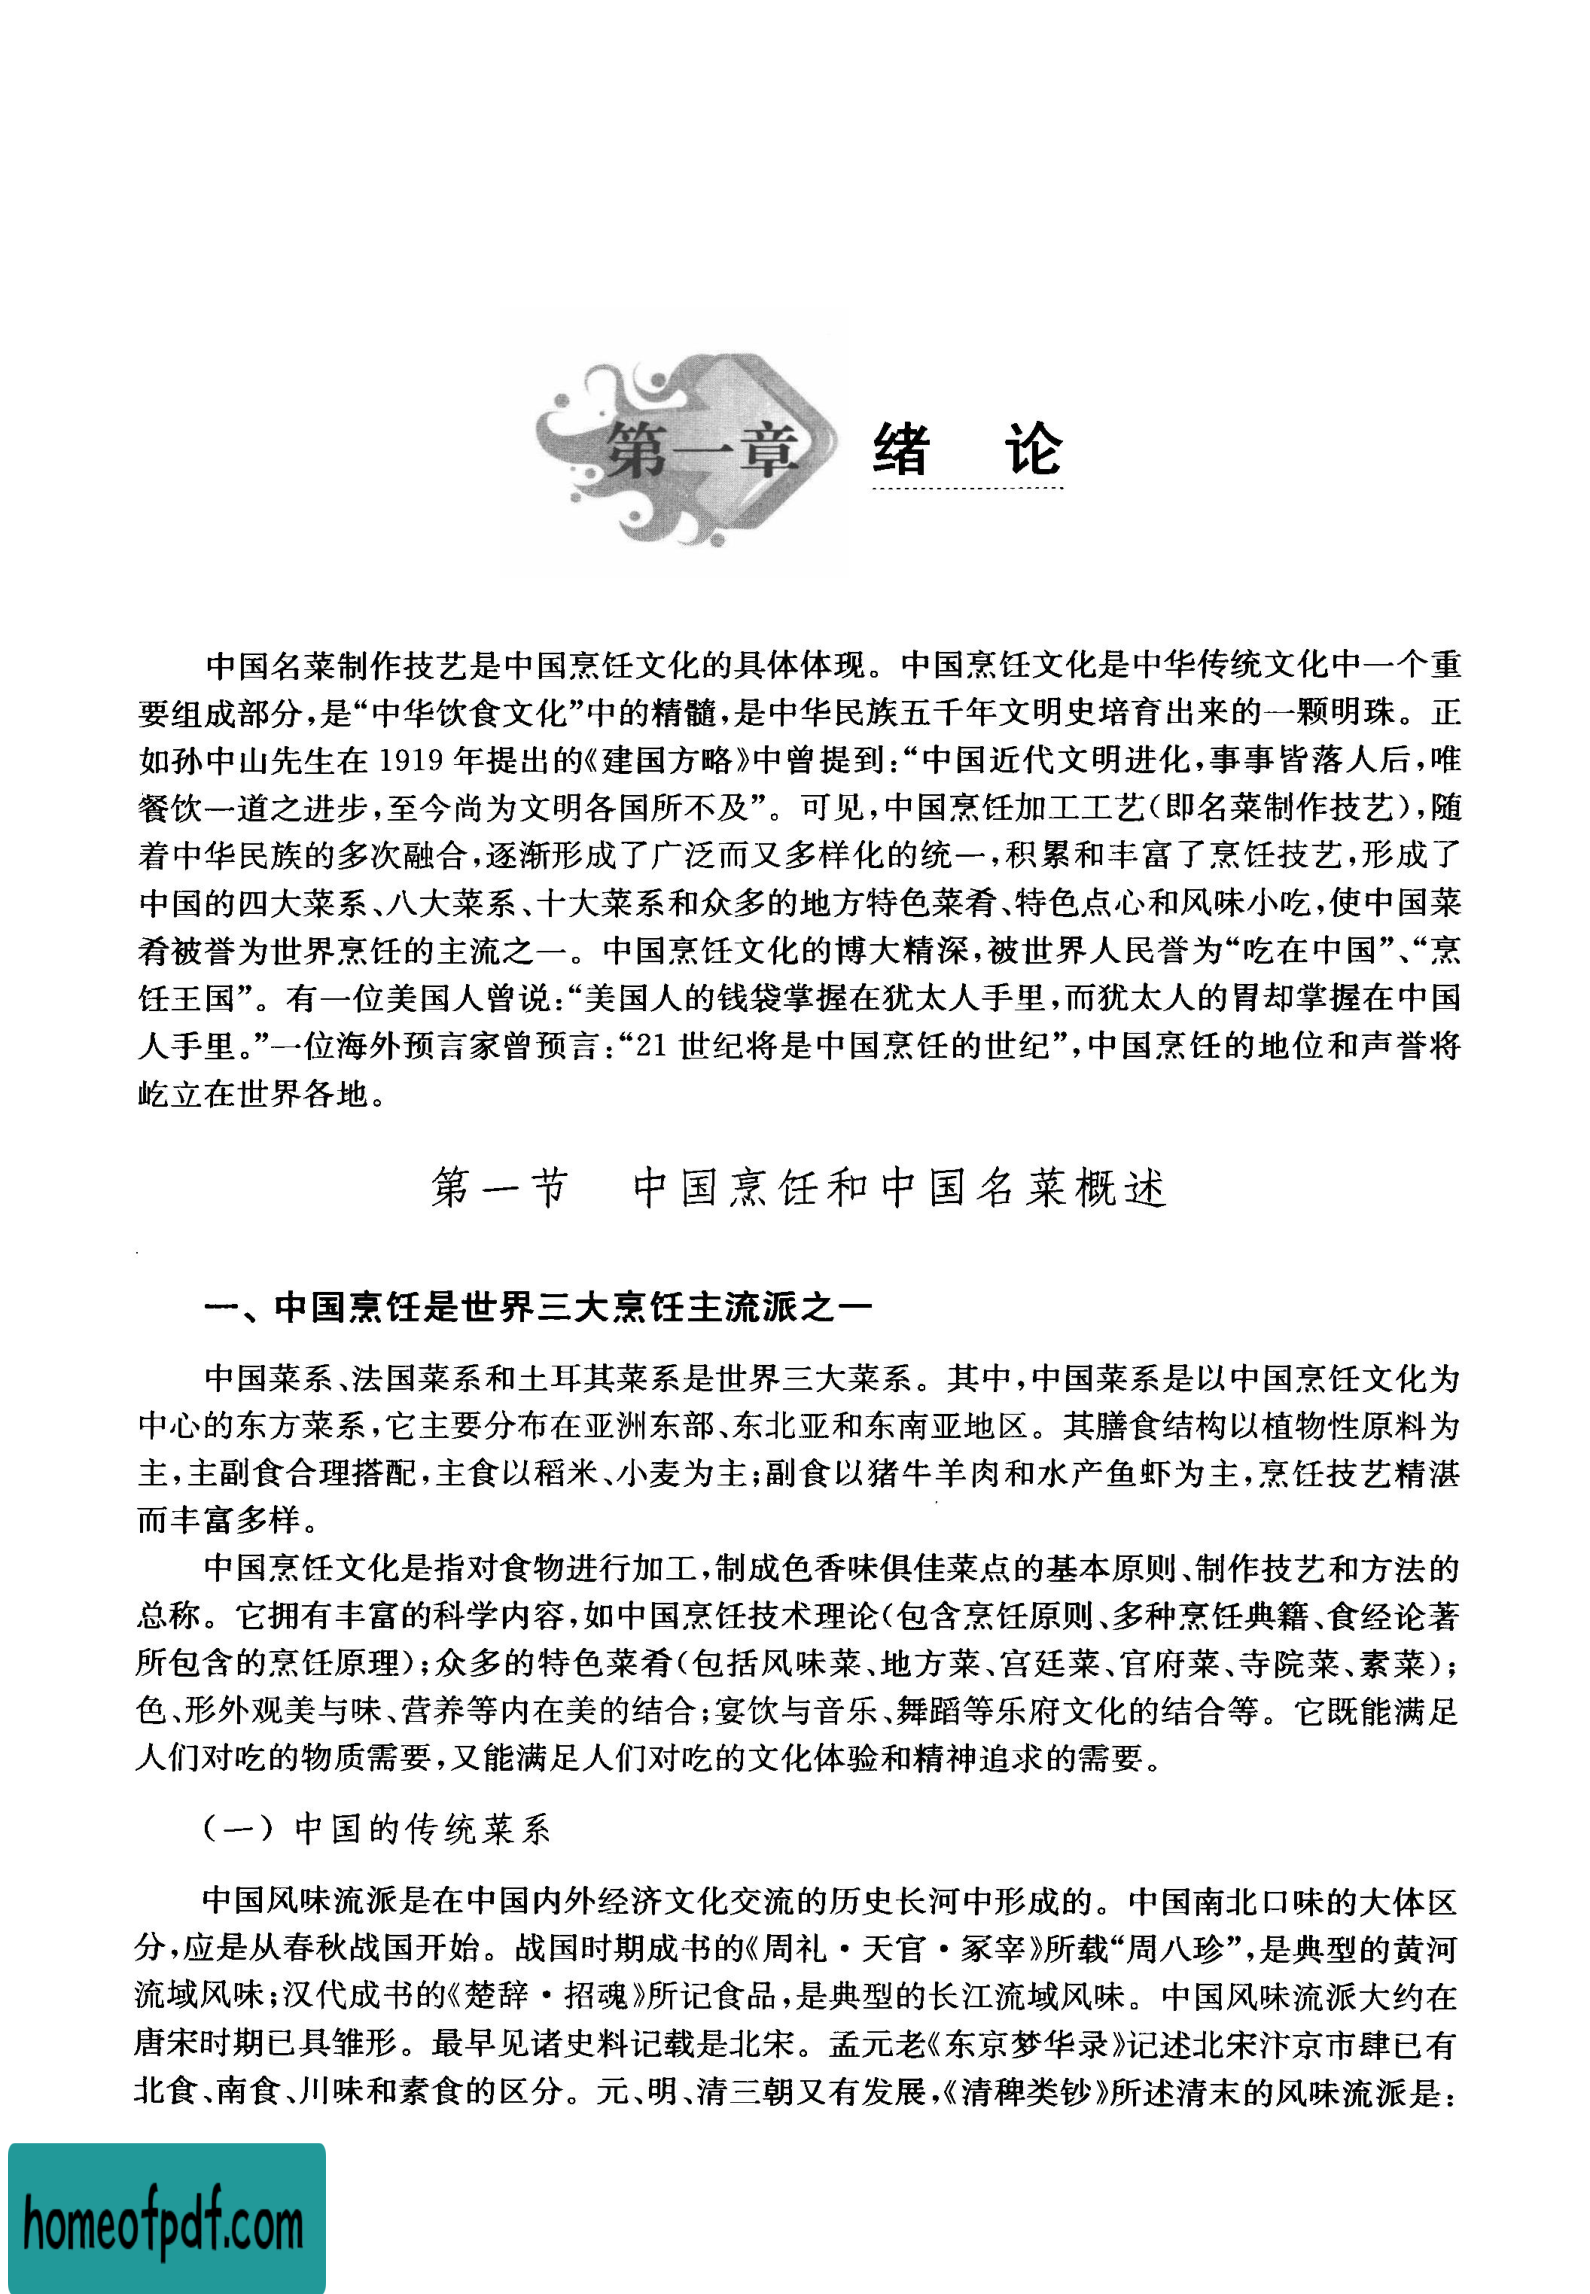 第一章 绪 论
中国名菜制作技艺是中国烹饪文化的具体体现。中国烹饪文化是中华传统文化中一个重
要组成部分,是“中华饮食文化”中的精髓,是中华民族五千年文明史培育出来的一颗明珠。正
如孙中山先生在 1919 年提出的《建国方略》中曾提到:“中国近代文明进化,事事皆落人后,唯
餐饮一道之进步,至今尚为文明各国所不及”。可见,中国烹饪加工工艺(即名菜制作技艺),随
着中华民族的多次融合,逐渐形成了广泛而又多样化的统一,积累和丰富了烹饪技艺,形成了
中国的四大菜系、八大菜系、十大菜系和众多的地方特色菜肴、特色点心和风味小吃,使中国菜
肴被誉为世界烹饪的主流之一。中国烹饪文化的博大精深,被世界人民誉为“吃在中国”、“烹
饪王国”。有一位美国人曾说:“美国人的钱袋掌握在犹太人手里,而犹太人的胃却掌握在中国
人手里。”一位海外预言家曾预言:“21 世纪将是中国烹饪的世纪”,中国烹饪的地位和声誉将
屹立在世界各地。
第一节 中国烹饪和中国名菜概述
一、中国烹饪是世界三大烹饪主流派之一
中国菜系、法国菜系和土耳其菜系是世界三大菜系。其中,中国菜系是以中国烹饪文化为
中心的东方菜系,它主要分布在亚洲东部、东北亚和东南亚地区。其膳食结构以植物性原料为
主,主副食合理搭配,主食以稻米、小麦为主;副食以猪牛羊肉和水产鱼虾为主,烹饪技艺精湛
而丰富多样。
中国烹饪文化是指对食物进行加工,制成色香味俱佳菜点的基本原则、制作技艺和方法的
总称。它拥有丰富的科学内容,如中国烹饪技术理论(包含烹饪原则、多种烹饪典籍、食经论著
所包含的烹饪原理);众多的特色菜肴(包括风味菜、地方菜、宫廷菜、官府菜、寺院菜、素菜);
色、形外观美与味、营养等内在美的结合;宴饮与音乐、舞蹈等乐府文化的结合等。它既能满足
人们对吃的物质需要,又能满足人们对吃的文化体验和精神追求的需要。
(一)中国的传统菜系
中国风味流派是在中国内外经济文化交流的历史长河中形成的。中国南北口味的大体区
分,应是从春秋战国开始。战国时期成书的《周礼·天官·冢宰》所载“周八珍”,是典型的黄河
流域风味;汉代成书的《楚辞·招魂》所记食品,是典型的长江流域风味。中国风味流派大约在
唐宋时期已具雏形。最早见诸史料记载是北宋。孟元老《东京梦华录》记述北宋汴京市肆已有
北食、南食、川味和素食的区分。元、明、清三朝又有发展,《清稗类钞》所述清末的风味流派是:
homeofpdf.com